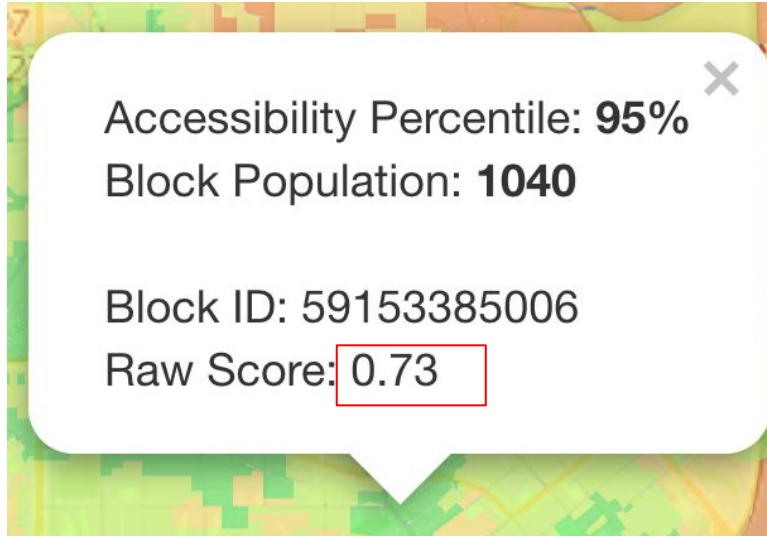 ×
Accessibility Percentile: 95%
Block Population: 1040
Block ID: 59153385006
Raw Score: 0.73